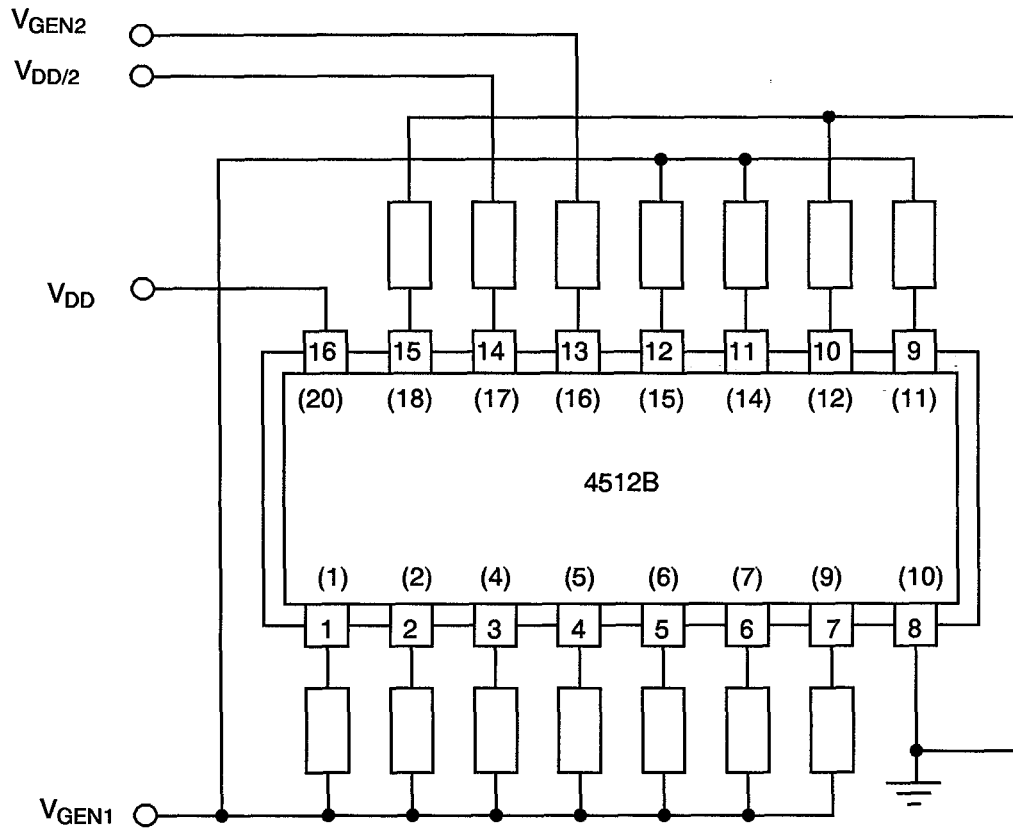 VGEN2
VDD/2
VDD
16 15 14 13 12 11 10 9
(20) (18) (17) (16) (15) (14) (12) (11)
4512B
(1) (2) (4) (5) (6) (7) (9) (10)
1 2 3 4 5 6 7 8
VGEN1